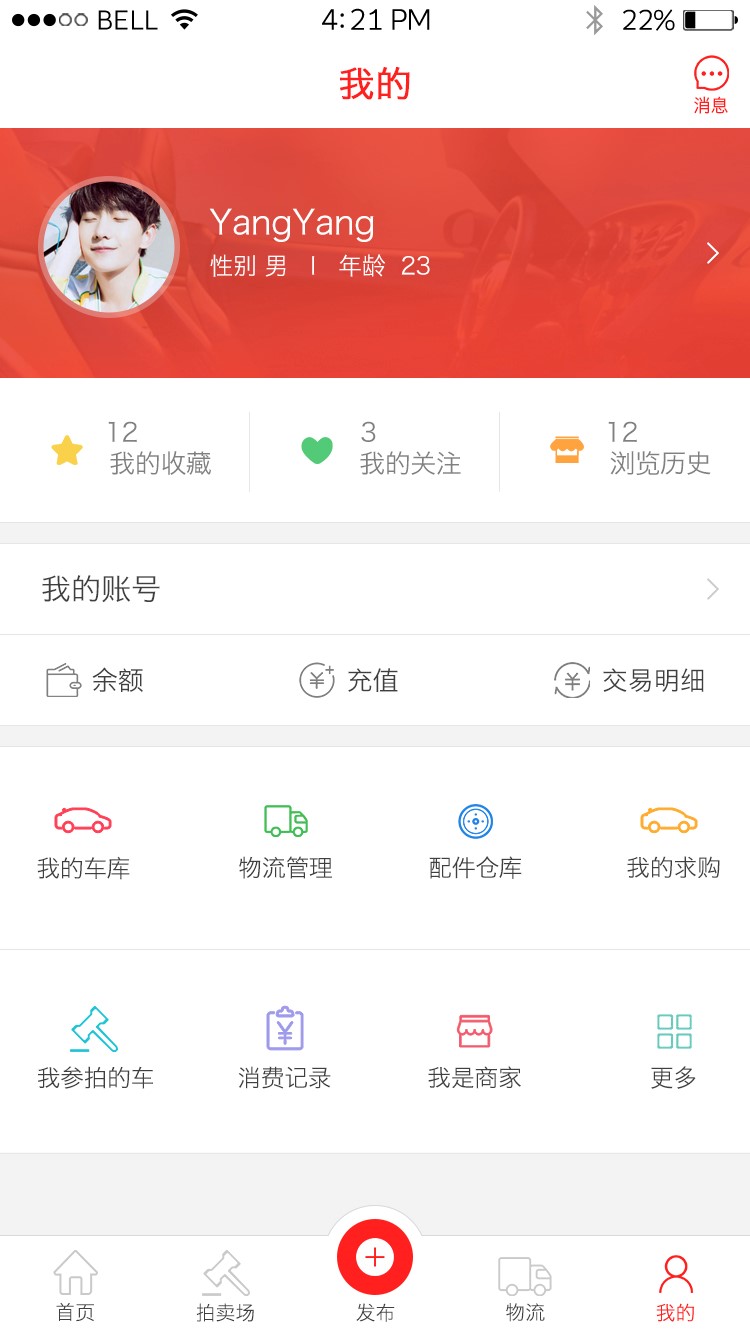 BELL 4:21 PM 22%
我的
消息
YangYang
性别 男 | 年龄 23
12 3 12
我的收藏 我的关注 浏览历史
我的账号
余额 充值 交易明细
我的车库 物流管理 配件仓库 我的求购
我参拍的车 消费记录 我是商家 更多
首页 拍卖场 发布 物流 我的